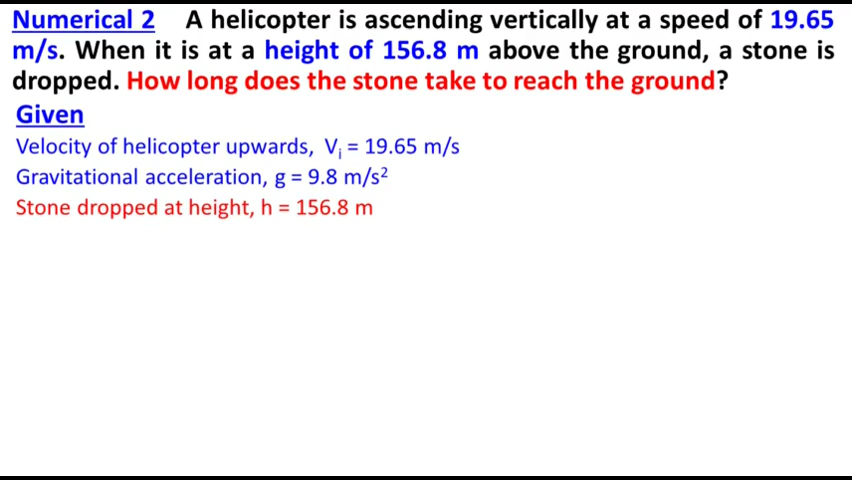 Numerical 2 A helicopter is ascending vertically at a speed of 19.65
m/s. When it is at a height of 156.8 m above the ground, a stone is
dropped. How long does the stone take to reach the ground?
Given
Velocity of helicopter upwards, Vᵢ = 19.65 m/s
Gravitational acceleration, g = 9.8 m/s²
Stone dropped at height, h = 156.8 m